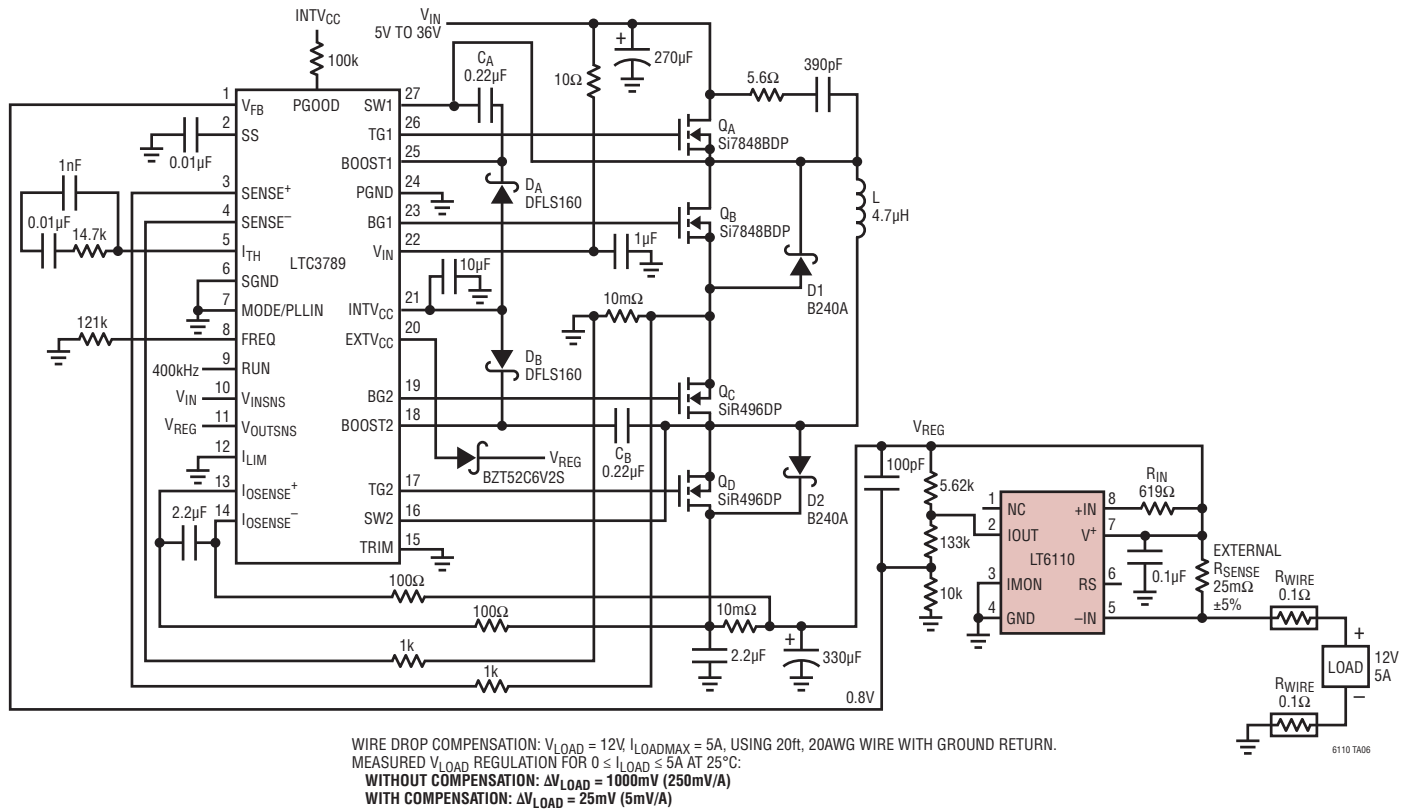 INTVCC
100k
VIN
5V TO 36V
+
270µF
CA
0.22µF
10Ω
5.6Ω
390pF
1
VFB
PGOOD
SW1
27
2
SS
TG1
26
QA
Si7848BDP
0.01µF
BOOST1
25
1nF
3
SENSE+
PGND
24
DA
DFLS160
L
4.7µH
4
SENSE–
BG1
23
QB
Si7848BDP
0.01µF
14.7k
5
ITH
VIN
22
1µF
LTC3789
10µF
6
SGND
D1
B240A
7
MODE/PLLIN
INTVCC
21
10mΩ
121k
8
FREQ
EXTVCC
20
400kHz
9
RUN
DB
DFLS160
QC
SiR496DP
VIN
10
VINSNS
BG2
19
VREG
11
VOUTSNS
BOOST2
18
VREG
12
ILIM
VREG
BZT52C6V2S
CB
0.22µF
100pF
5.62k
13
IOSENSE+
TG2
17
QD
SiR496DP
D2
B240A
2.2µF
14
IOSENSE–
SW2
16
TRIM
15
1
NC
+IN
8
RIN
619Ω
2
IOUT
V+
7
133k
LT6110
0.1µF
EXTERNAL
RSENSE
25mΩ
±5%
3
IMON
RS
6
10k
4
GND
–IN
5
RWIRE
0.1Ω
100Ω
100Ω
10mΩ
+
LOAD
12V
5A
–
1k
1k
2.2µF
+
330µF
RWIRE
0.1Ω
0.8V
6110 TA06
WIRE DROP COMPENSATION: VLOAD = 12V, ILOADMAX = 5A, USING 20ft, 20AWG WIRE WITH GROUND RETURN.
MEASURED VLOAD REGULATION FOR 0 ≤ ILOAD ≤ 5A AT 25°C:
WITHOUT COMPENSATION: ΔVLOAD = 1000mV (250mV/A)
WITH COMPENSATION: ΔVLOAD = 25mV (5mV/A)